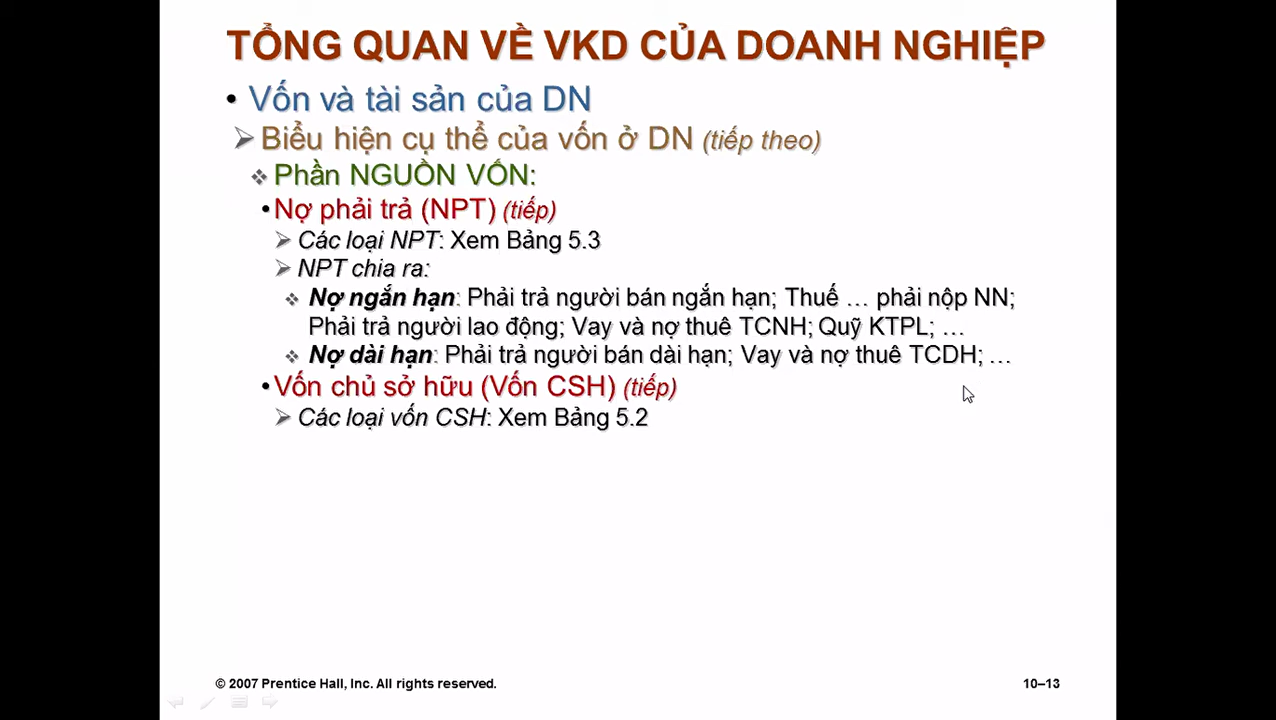 TỔNG QUAN VỀ VKD CỦA DOANH NGHIỆP
• Vốn và tài sản của DN
➢ Biểu hiện cụ thể của vốn ở DN (tiếp theo)
❖ Phần NGUỒN VỐN:
• Nợ phải trả (NPT) (tiếp)
➢ Các loại NPT: Xem Bảng 5.3
➢ NPT chia ra:
❖ Nợ ngắn hạn: Phải trả người bán ngắn hạn; Thuế … phải nộp NN;
Phải trả người lao động; Vay và nợ thuê TCNH; Quỹ KTPL; …
❖ Nợ dài hạn: Phải trả người bán dài hạn; Vay và nợ thuê TCDH; …
• Vốn chủ sở hữu (Vốn CSH) (tiếp)
➢ Các loại vốn CSH: Xem Bảng 5.2
© 2007 Prentice Hall, Inc. All rights reserved. 10–13